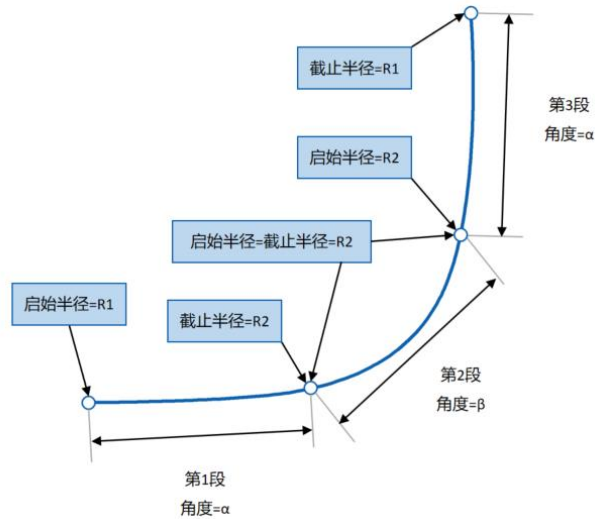 截止半径=R1
第3段
角度=α
启始半径=R2
启始半径=截止半径=R2
启始半径=R1
截止半径=R2
第2段
角度=β
第1段
角度=α